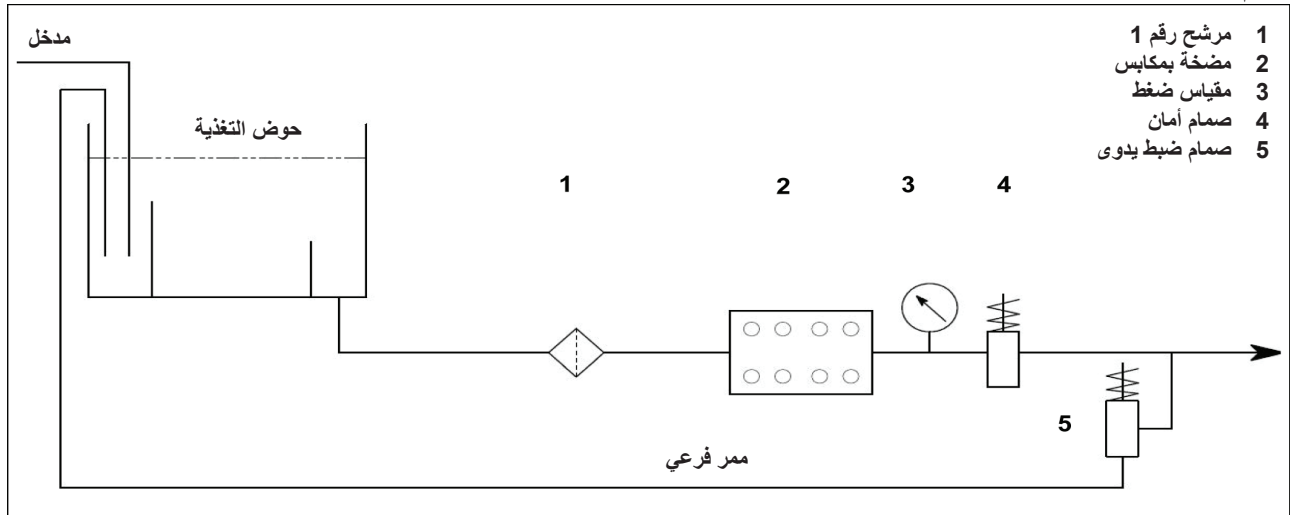 1 مرشح رقم 1
2 مضخة بمكابس
3 مقياس ضغط
4 صمام أمان
5 صمام ضبط يدوى
مدخل
حوض التغذية
1
2
3
4
5
ممر فرعي